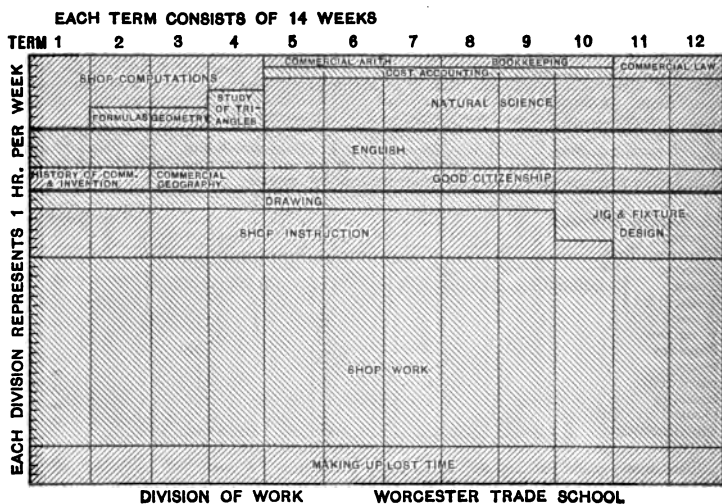 EACH TERM CONSISTS OF 14 WEEKS
TERM 1 2 3 4 5 6 7 8 9 10 11 12
EACH DIVISION REPRESENTS 1 HR. PER WEEK
SHOP COMPUTATIONS
COMMERCIAL ARITH. BOOKKEEPING
COMMERCIAL LAW
COST ACCOUNTING
FORMULAS GEOMETRY
STUDY
OF TRI-
ANGLES
NATURAL SCIENCE
ENGLISH
HISTORY OF COMM.
& INVENTION
COMMERCIAL
GEOGRAPHY
GOOD CITIZENSHIP
DRAWING
SHOP INSTRUCTION
JIG & FIXTURE
DESIGN
SHOP WORK
MAKING UP LOST TIME
DIVISION OF WORK WORCESTER TRADE SCHOOL